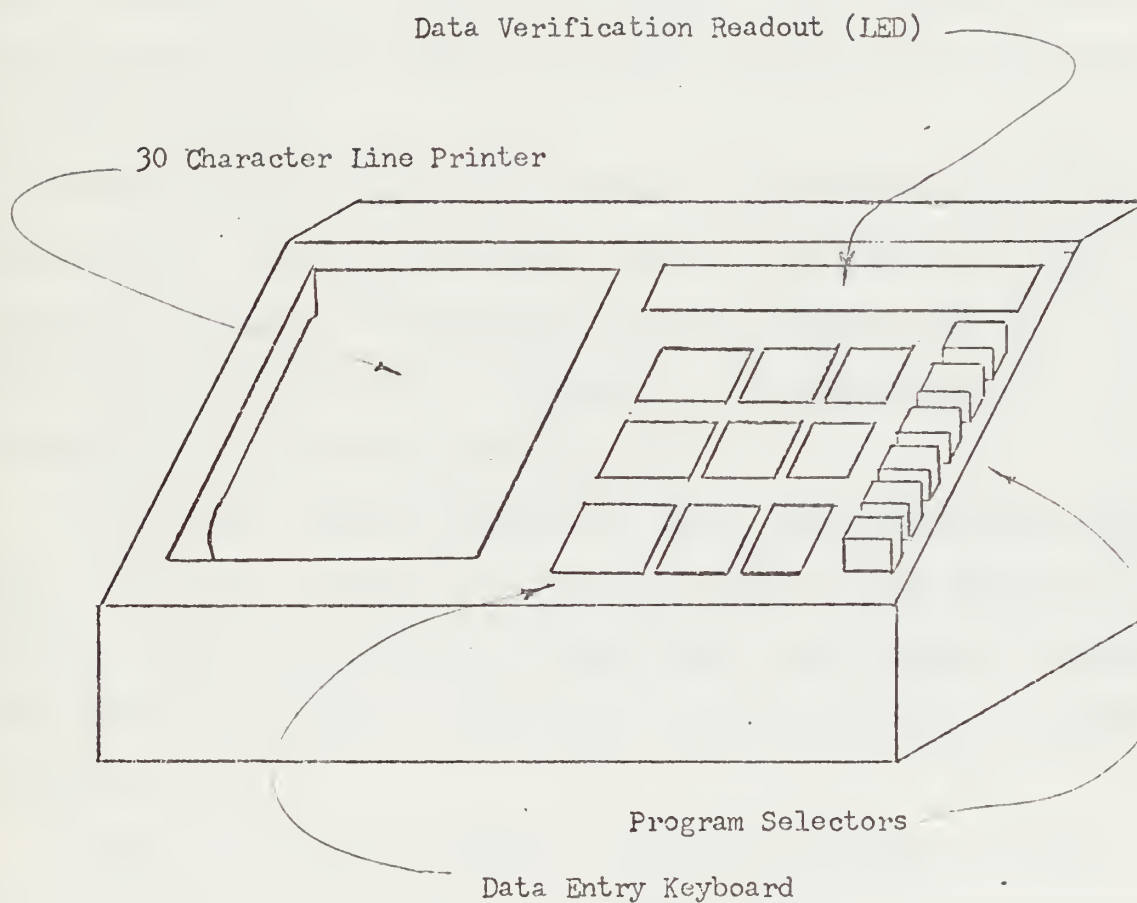 Data Verification Readout (LED)
30 Character Line Printer
Program Selectors
Data Entry Keyboard